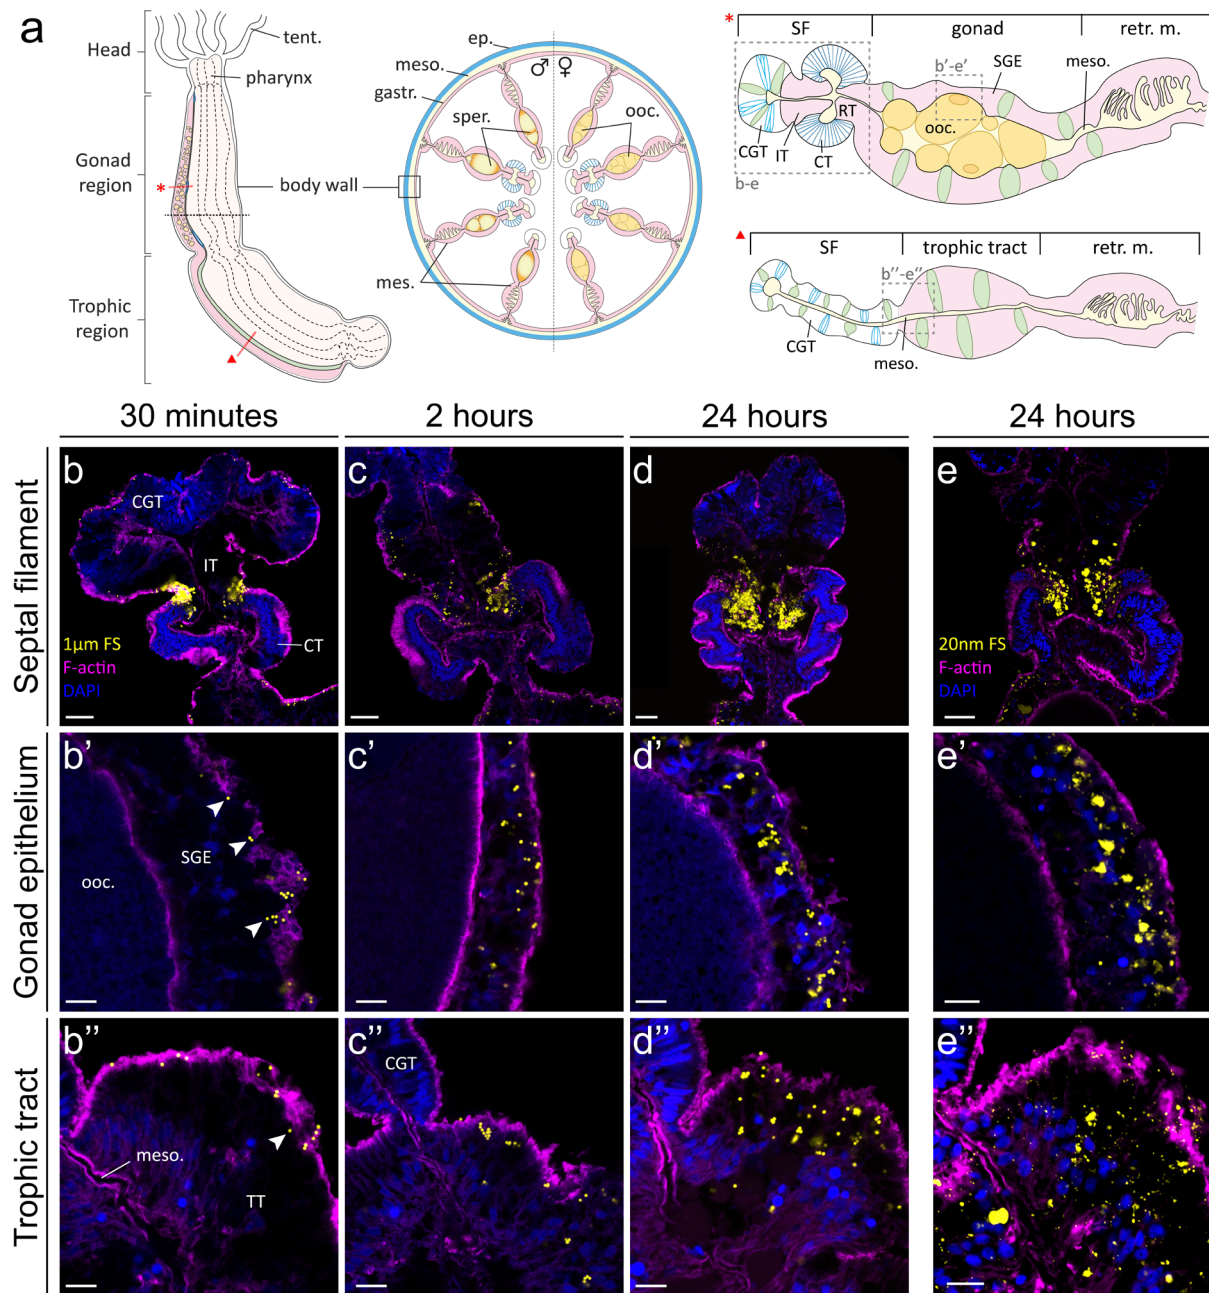 a
Head
tent.
pharynx
Gonad
region
*
body wall
Trophic
region
ep.
meso.
gastr.
♂ ♀
sper.
ooc.
mes.
*
SF
gonad
retr. m.
b'-e'
SGE
meso.
RT
ooc.
CGT
IT
CT
b-e
SF
trophic tract
retr. m.
b''-e''
CGT
meso.
30 minutes
2 hours
24 hours
24 hours
Septal filament
b
CGT
IT
CT
1µm FS
F-actin
DAPI
c
d
e
20nm FS
F-actin
DAPI
Gonad epithelium
b'
SGE
ooc.
c'
d'
e'
Trophic tract
b''
meso.
TT
c''
CGT
d''
e''